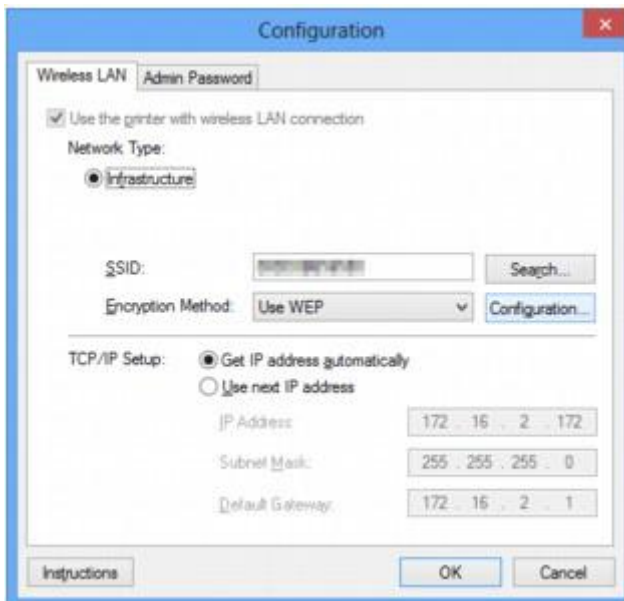 Configuration
Wireless LAN Admin Password
Use the printer with wireless LAN connection
Network Type:
Infrastructure
SSID: Search...
Encryption Method: Use WEP Configuration...
TCP/IP Setup: Get IP address automatically
Use next IP address
IP Address: 172 . 16 . 2 . 172
Subnet Mask: 255 . 255 . 255 . 0
Default Gateway: 172 . 16 . 2 . 1
Instructions OK Cancel